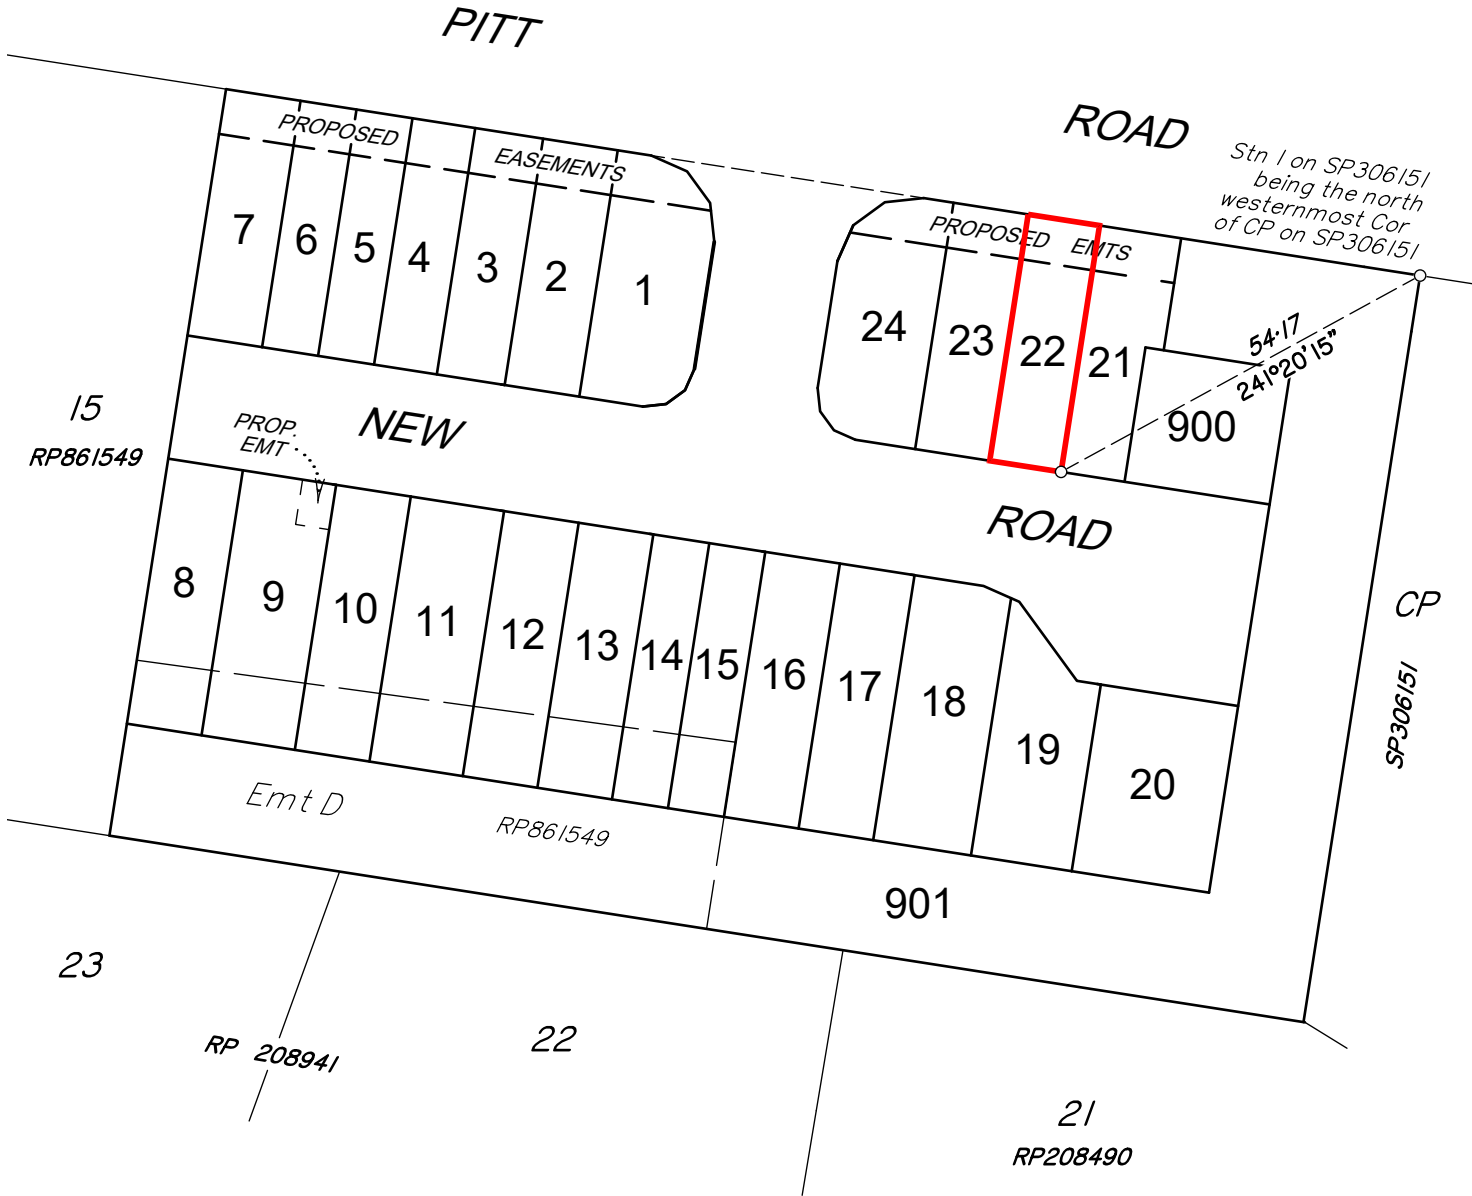 PITT
ROAD
Stn 1 on SP306151
being the north
westernmost Cor
of CP on SP306151
PROPOSED
EASEMENTS
PROPOSED EMTS
7
6
5
4
3
2
1
24
23
22
21
54·17
241°20'15"
900
15
RP861549
PROP.
EMT
NEW
ROAD
8
9
10
11
12
13
14
15
16
17
18
19
20
CP
SP306151
Emt D
RP861549
901
23
RP 208941
22
21
RP208490